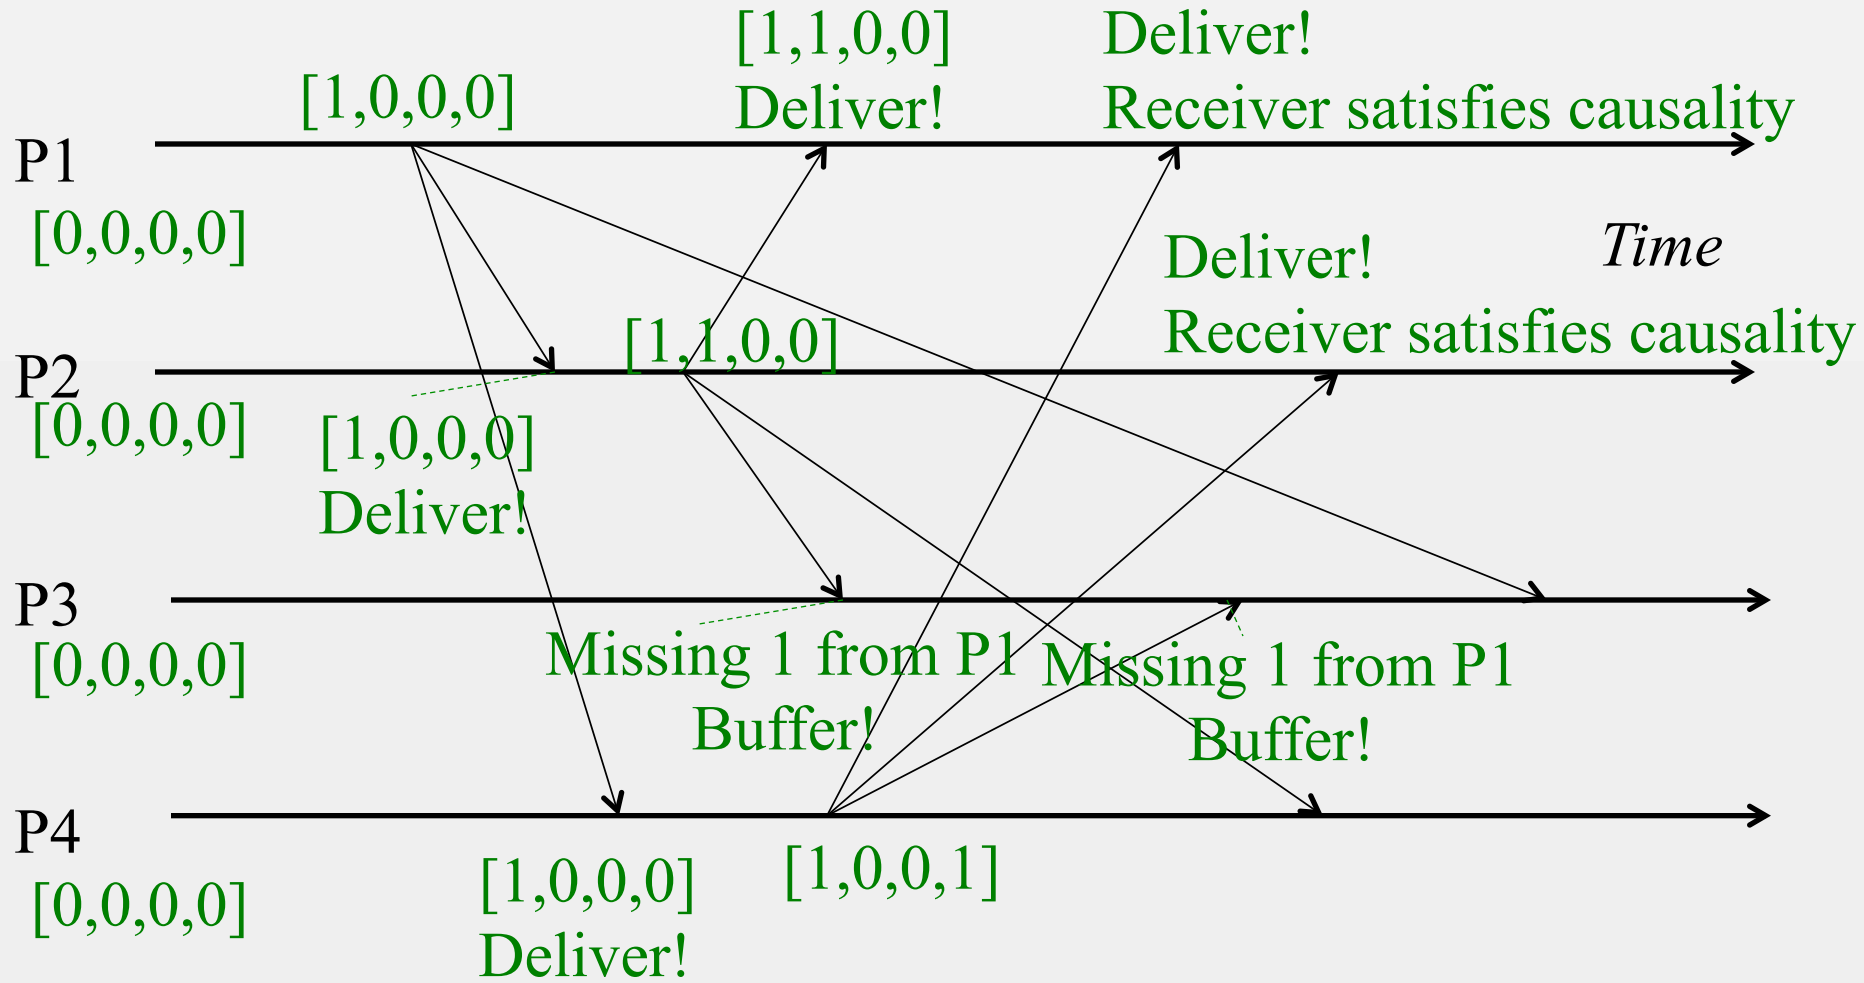 [1,1,0,0]
Deliver!
Deliver!
Receiver satisfies causality
[1,0,0,0]
P1
[0,0,0,0]
Time
Deliver!
Receiver satisfies causality
[1,1,0,0]
P2
[0,0,0,0]
[1,0,0,0]
Deliver!
P3
[0,0,0,0]
Missing 1 from P1
Buffer!
Missing 1 from P1
Buffer!
P4
[0,0,0,0]
[1,0,0,0]
Deliver!
[1,0,0,1]